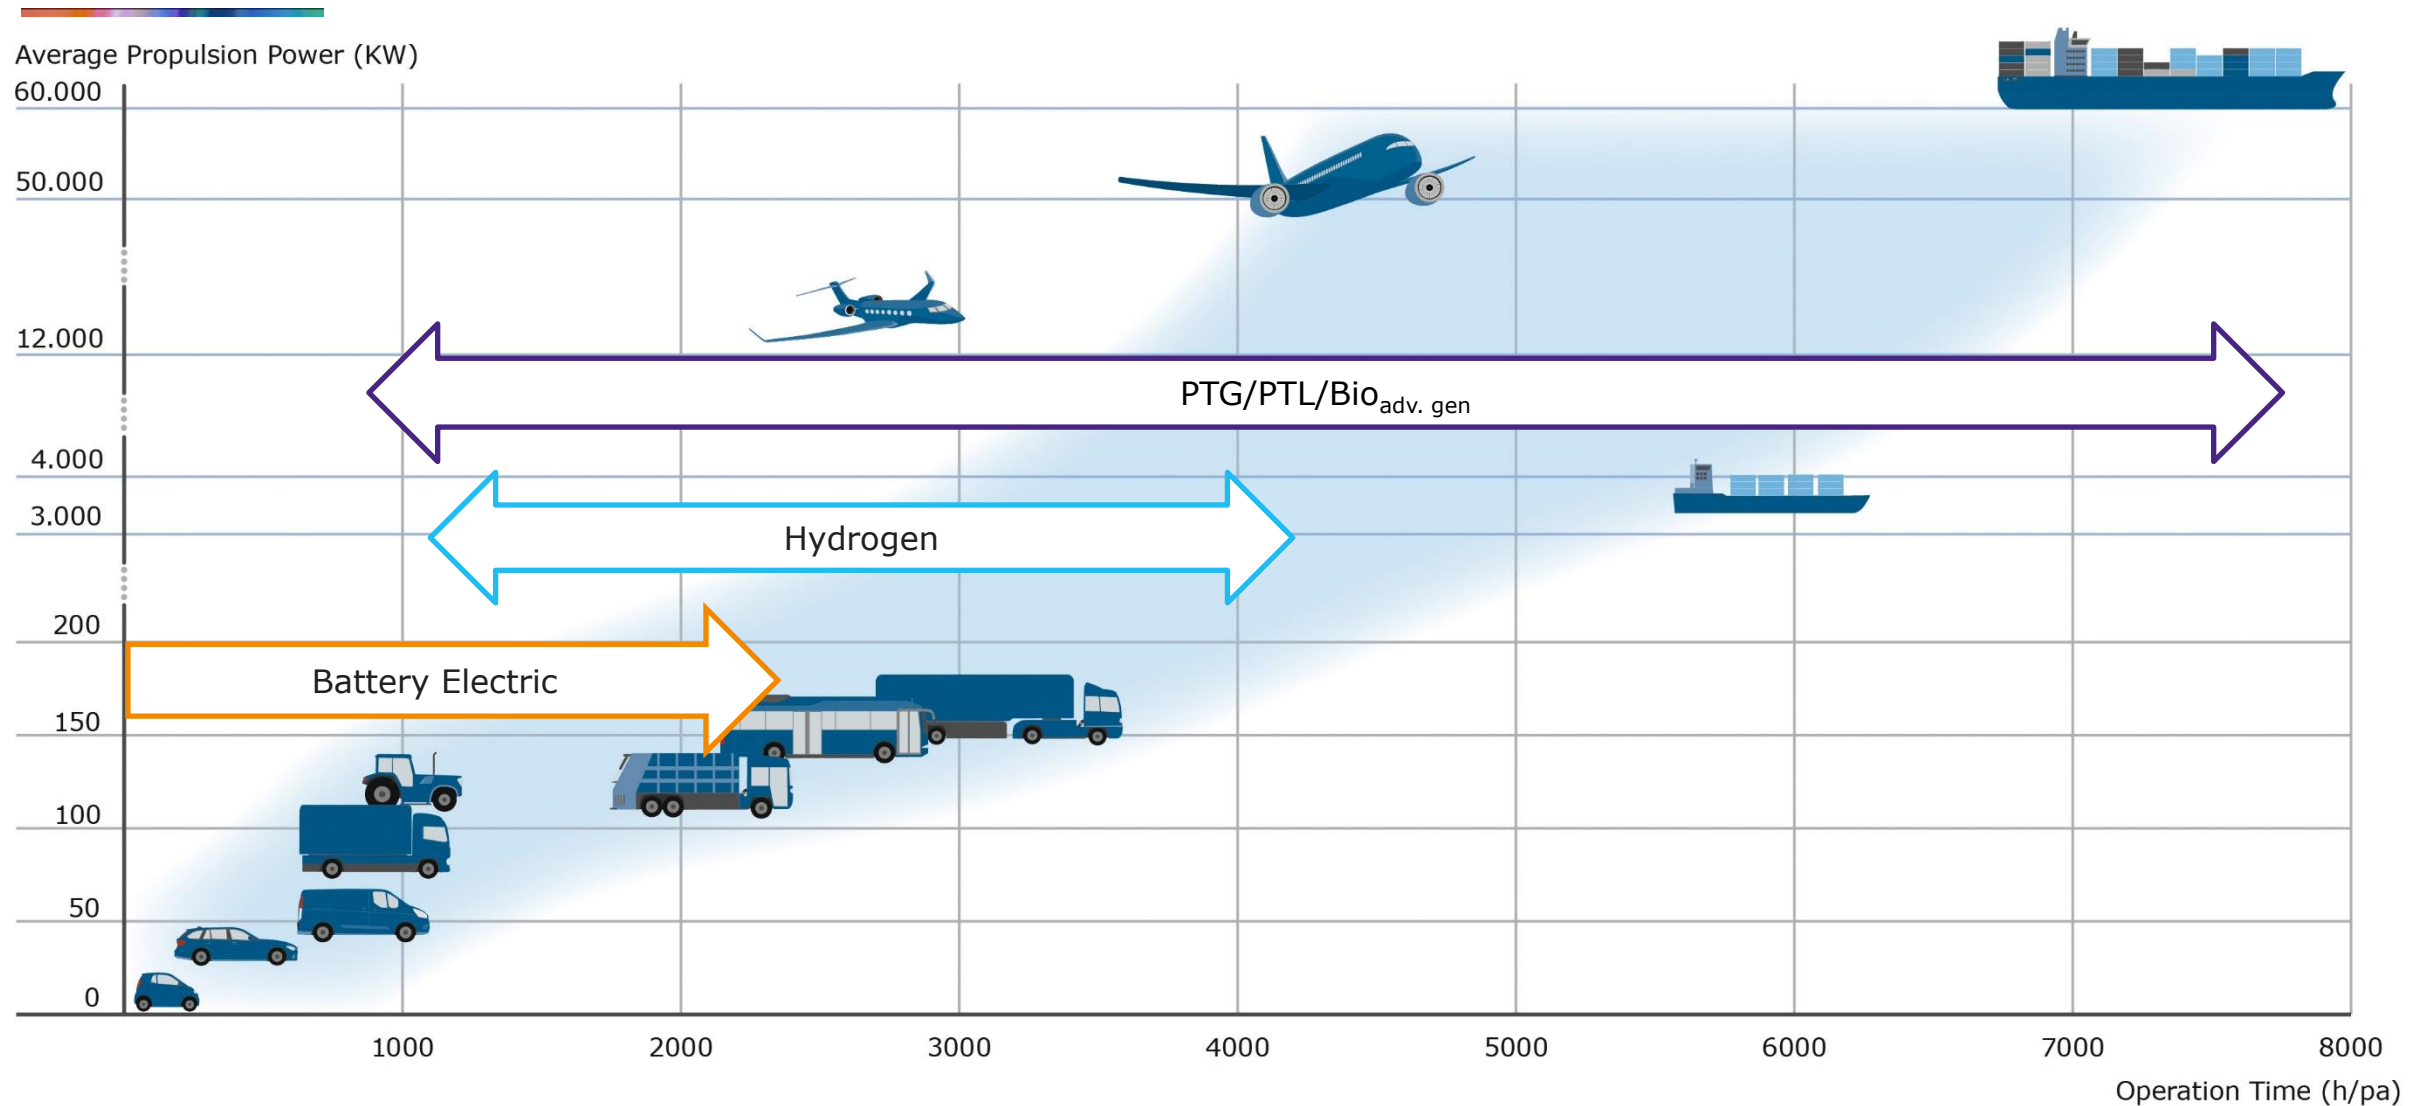 Average Propulsion Power (KW)
60.000
50.000
12.000
PTG/PTL/Bioadv. gen
4.000
3.000
Hydrogen
200
Battery Electric
150
100
50
0
1000 2000 3000 4000 5000 6000 7000 8000
Operation Time (h/pa)